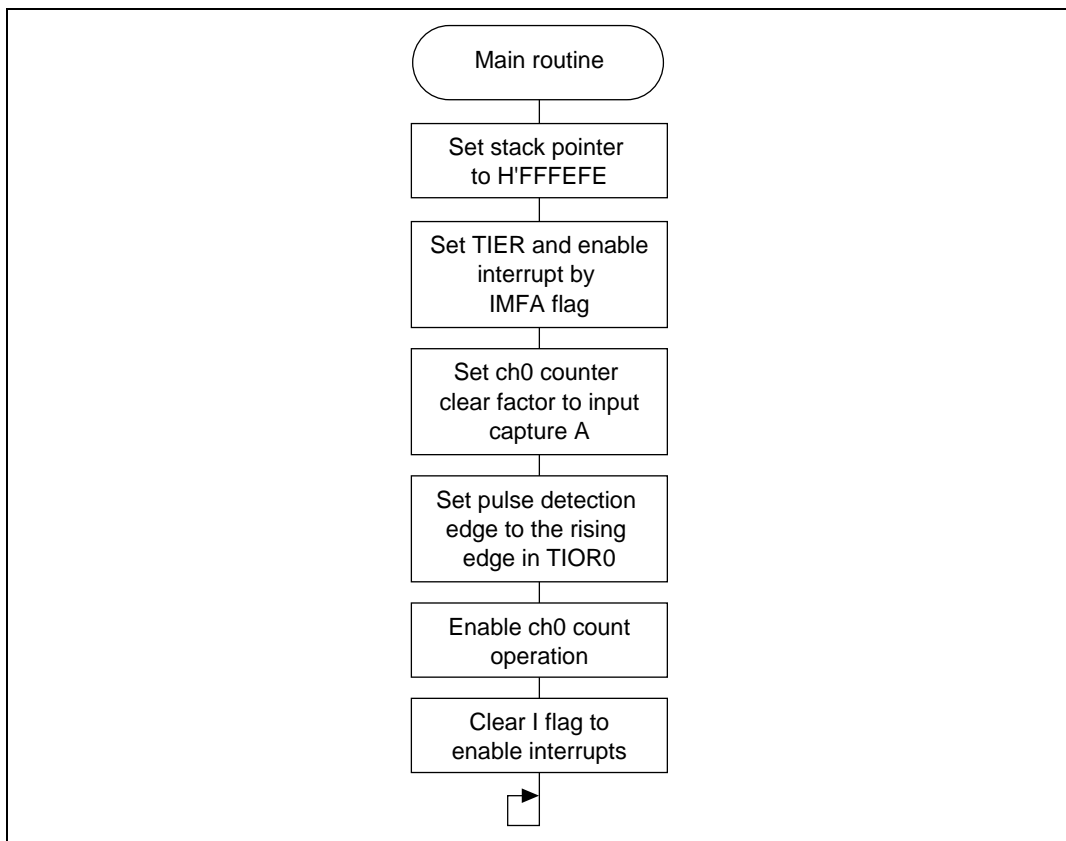 Main routine
Set stack pointer
to H'FFFEFE
Set TIER and enable
interrupt by
IMFA flag
Set ch0 counter
clear factor to input
capture A
Set pulse detection
edge to the rising
edge in TIOR0
Enable ch0 count
operation
Clear I flag to
enable interrupts